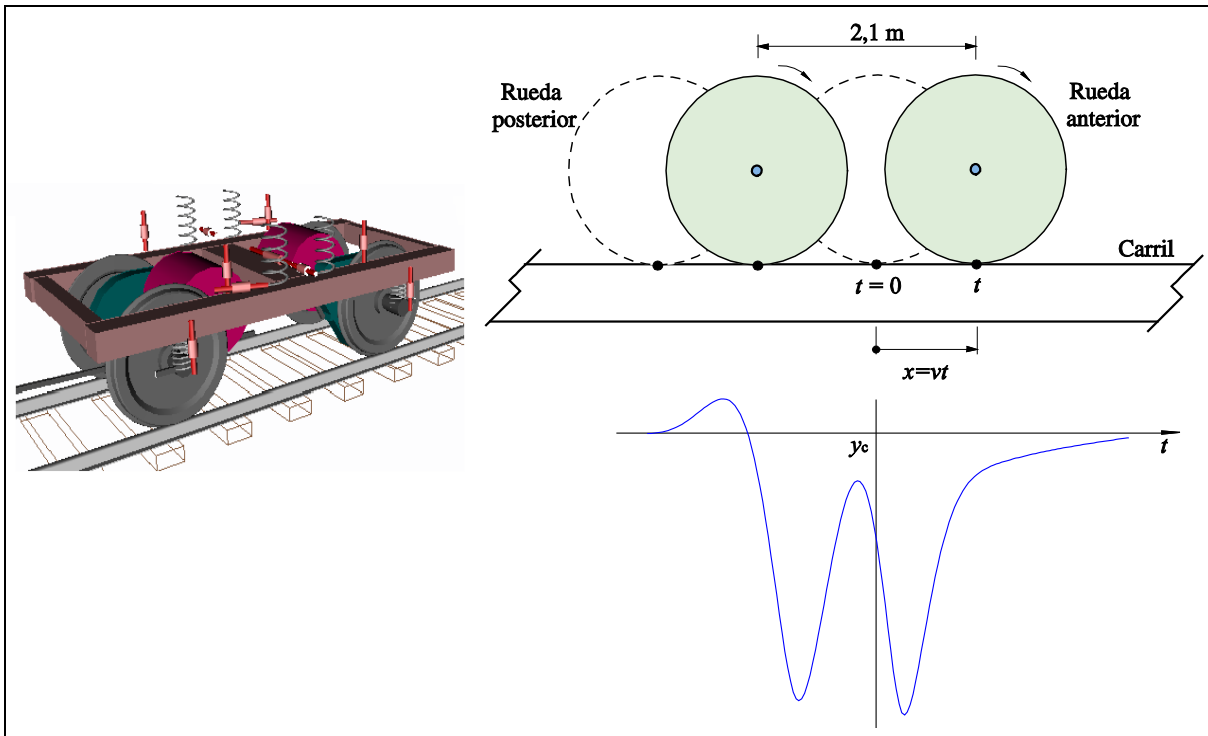 2,1 m
Rueda
posterior
Rueda
anterior
Carril
t = 0
t
x=vt
yc
t